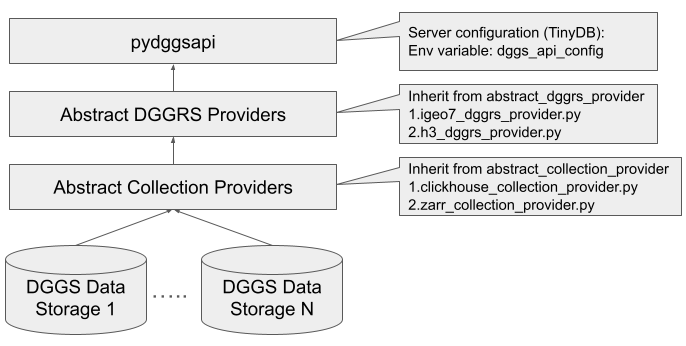 pydggsapi
Server configuration (TinyDB):
Env variable: dggs_api_config
Abstract DGGRS Providers
Inherit from abstract_dggrs_provider
1.igeo7_dggrs_provider.py
2.h3_dggrs_provider.py
Abstract Collection Providers
Inherit from abstract_collection_provider
1.clickhouse_collection_provider.py
2.zarr_collection_provider.py
DGGS Data
Storage 1
.....
DGGS Data
Storage N